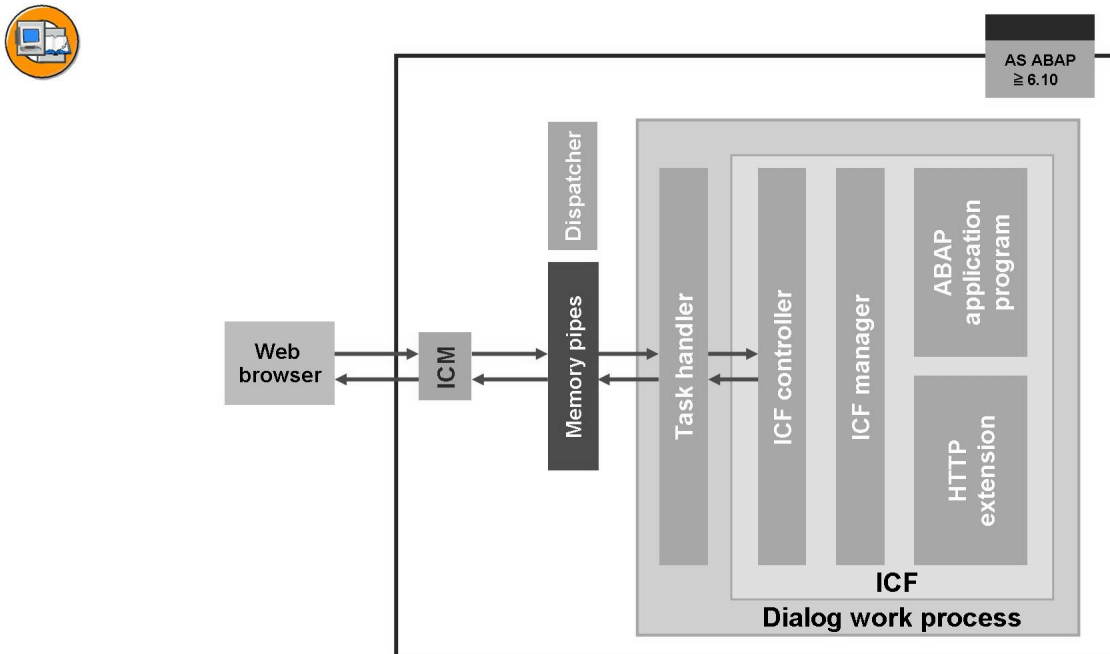 AS ABAP
≧ 6.10
Dispatcher
Web
browser
ICM
Memory pipes
Task handler
ICF controller
ICF manager
ABAP
application
program
HTTP
extension
ICF
Dialog work process